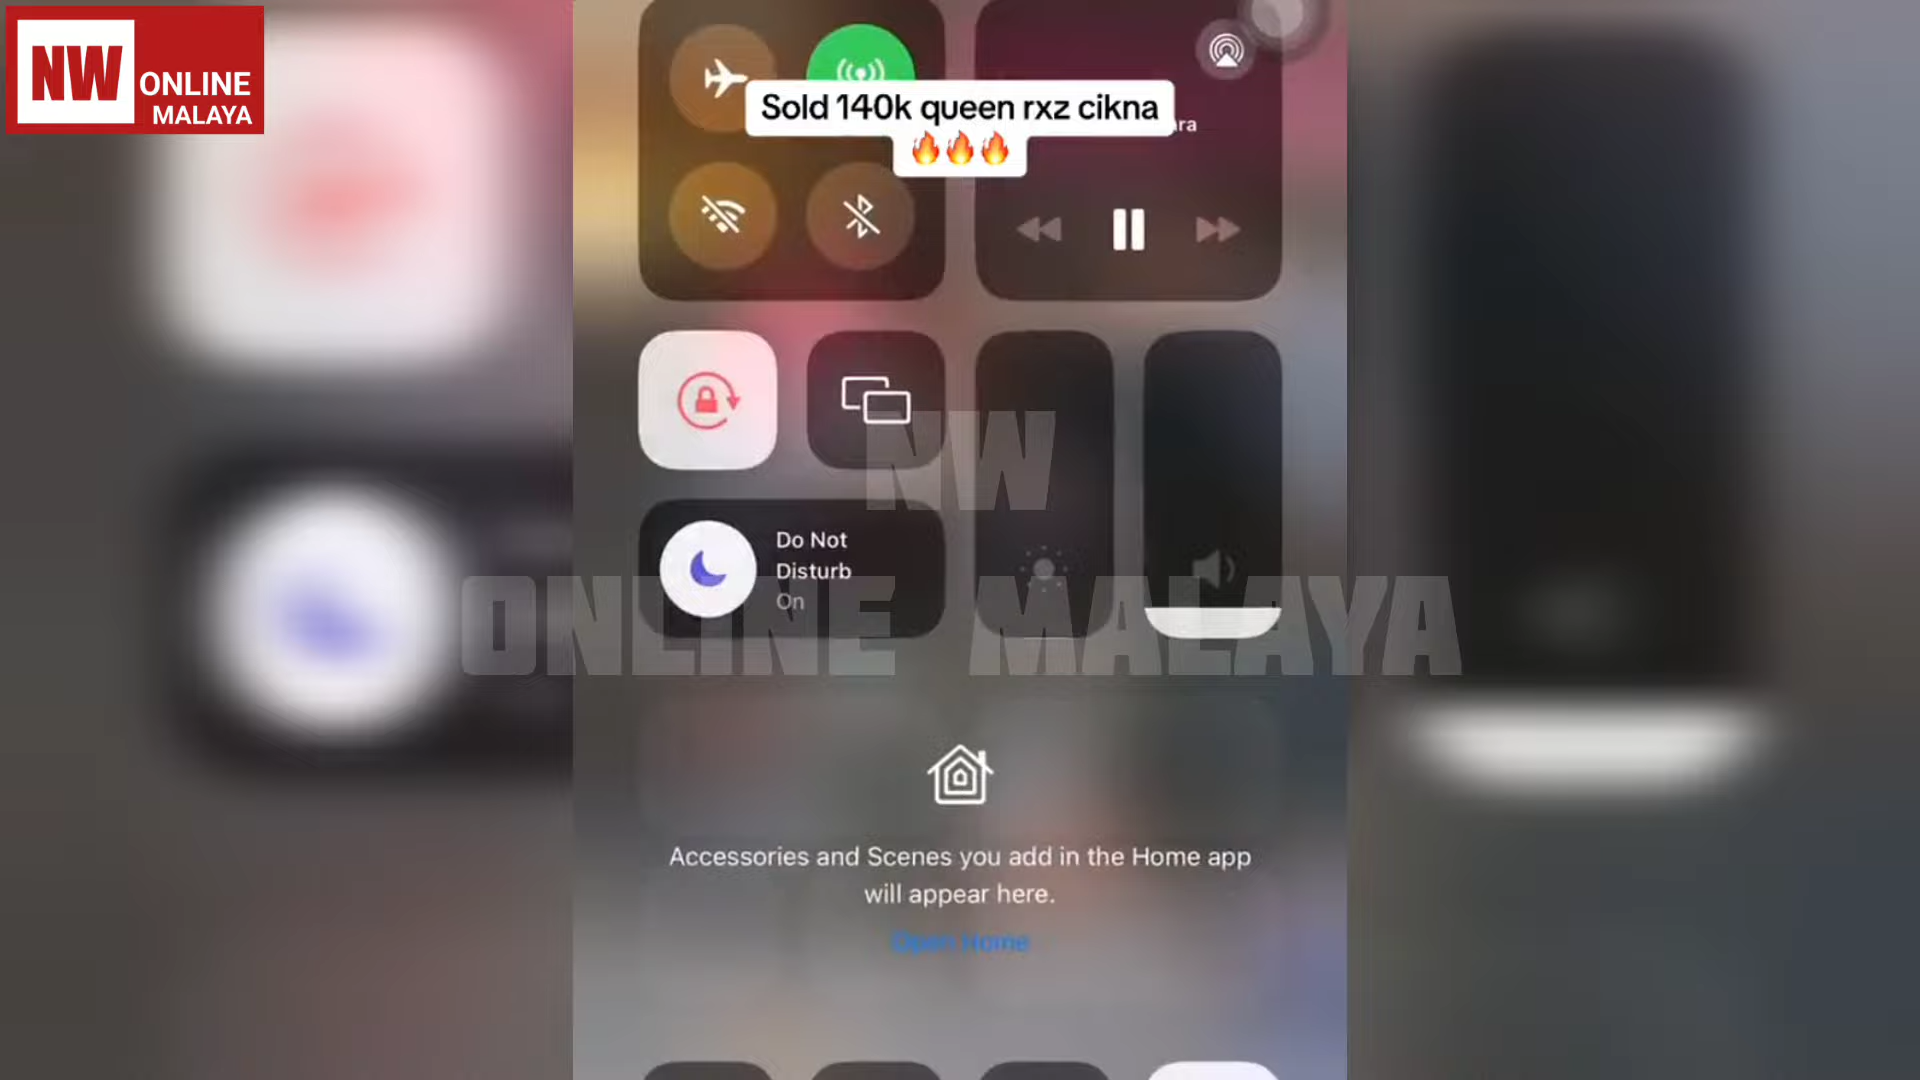 NW
ONLINE
MALAYA
Sold 140k queen rxz cikna
🔥🔥🔥
NW
Do Not
Disturb
On
ONLINE MALAYA
Accessories and Scenes you add in the Home app
will appear here.
Open Home